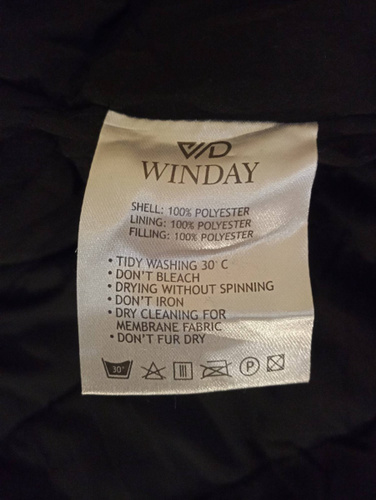 WD
WINDAY
SHELL: 100% POLYESTER
LINING: 100% POLYESTER
FILLING: 100% POLYESTER
• TIDY WASHING 30°C
• DON'T BLEACH
• DRYING WITHOUT SPINNING
• DON'T IRON
• DRY CLEANING FOR
MEMBRANE FABRIC
• DON'T FUR DRY
30° P